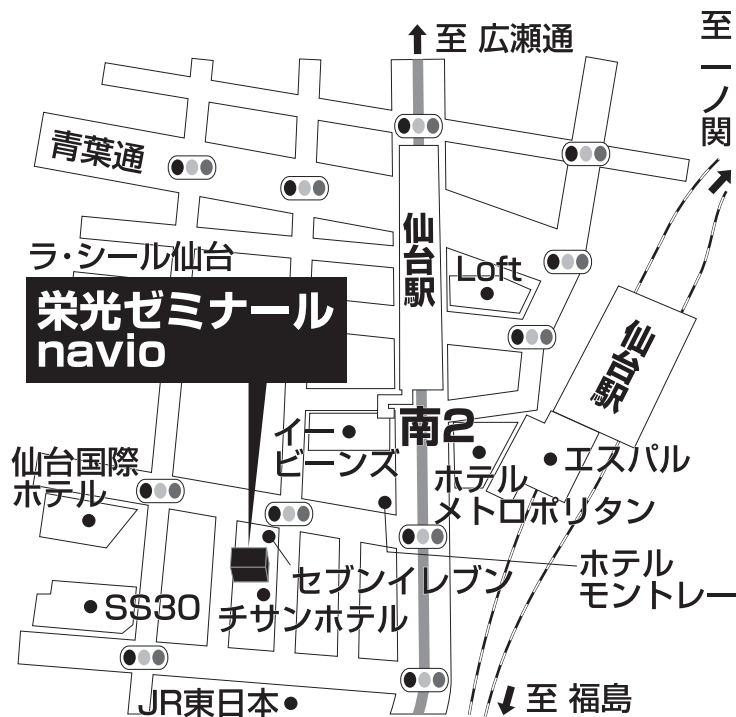 至 広瀬通
至
一
ノ
関
青葉通
仙台駅
ラ・シール仙台
Loft
栄光ゼミナール
navio
仙台駅
南2
イー
ビーンズ
仙台国際
ホテル
ホテル
メトロポリタン
エスパル
ホテル
モントレー
セブンイレブン
SS30
チサンホテル
JR東日本
至 福島